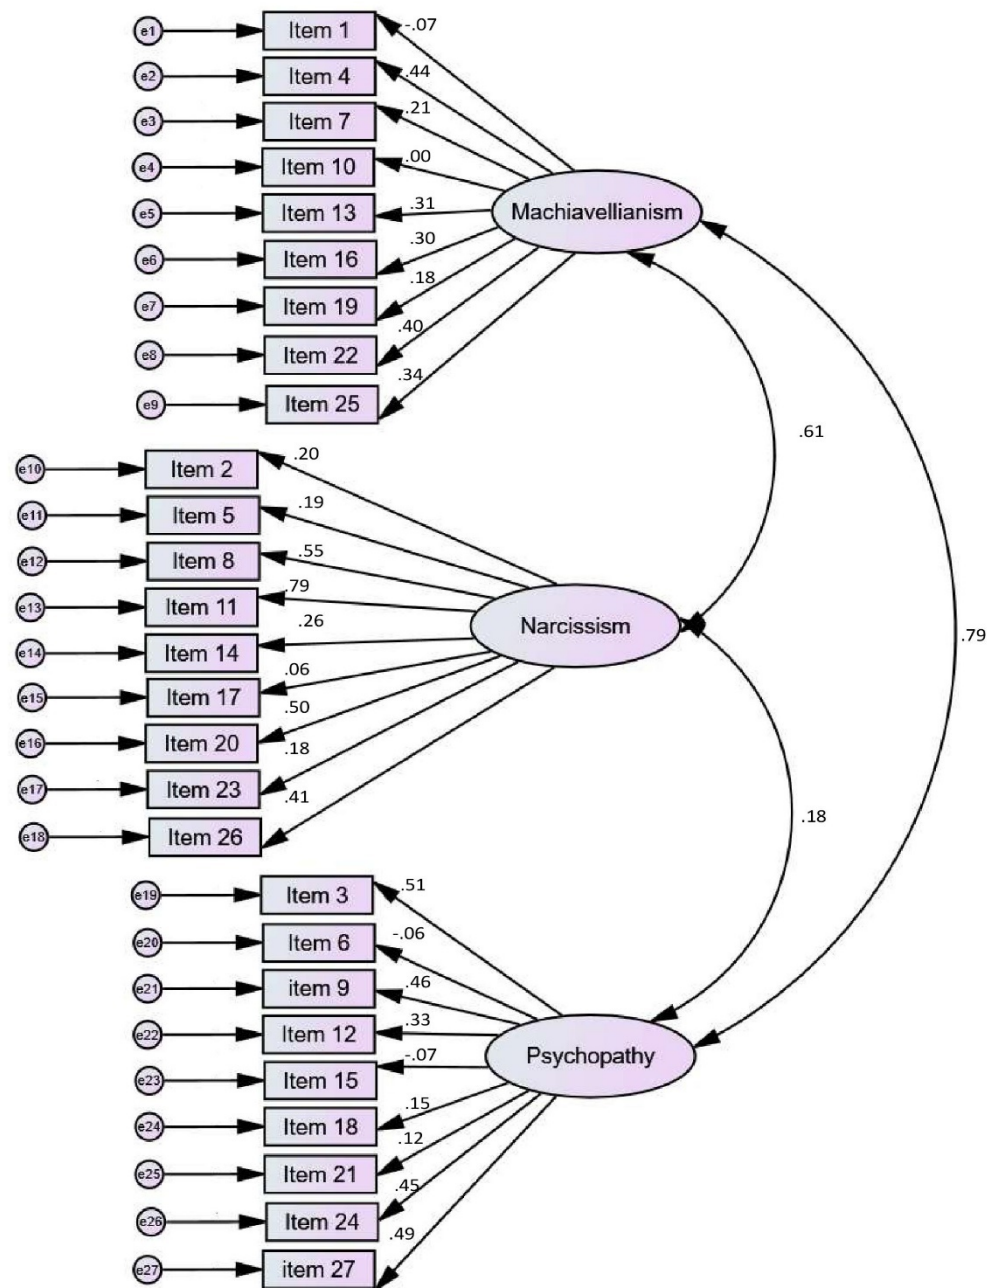 e1 Item 1 -.07
e2 Item 4 .44
e3 Item 7 .21
e4 Item 10 .00
e5 Item 13 .31
e6 Item 16 .30
e7 Item 19 .18
e8 Item 22 .40
e9 Item 25 .34
Machiavellianism
.61
e10 Item 2 .20
e11 Item 5 .19
e12 Item 8 .55
e13 Item 11 .79
e14 Item 14 .26
e15 Item 17 .06
e16 Item 20 .50
e17 Item 23 .18
e18 Item 26 .41
Narcissism
.79
.18
e19 Item 3 .51
e20 Item 6 -.06
e21 item 9 .46
e22 Item 12 .33
e23 Item 15 -.07
e24 Item 18 .15
e25 Item 21 .12
e26 Item 24 .45
e27 item 27 .49
Psychopathy